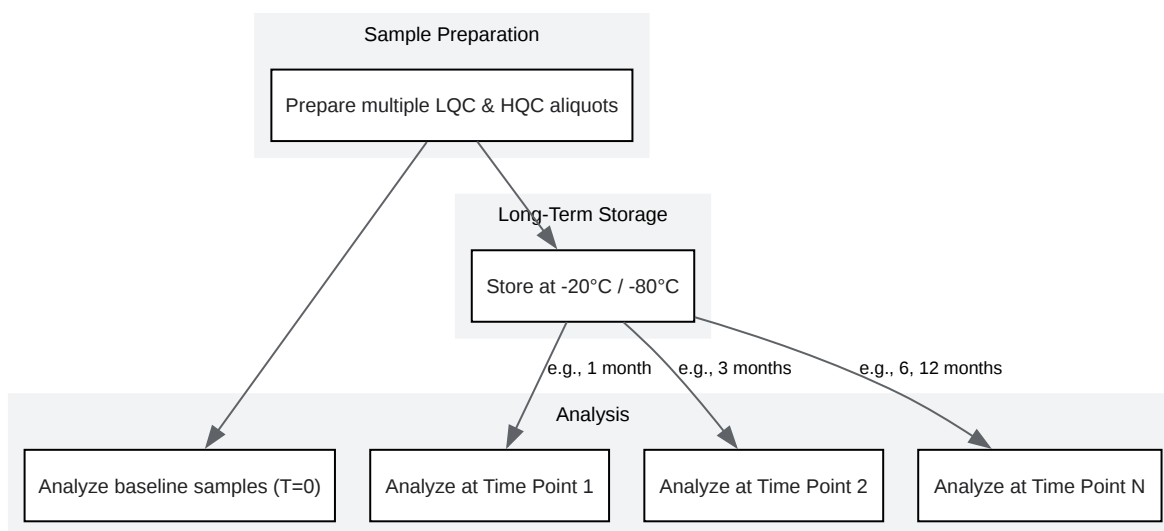 Sample Preparation
Prepare multiple LQC & HQC aliquots
Long-Term Storage
Store at -20°C / -80°C
e.g., 1 month
e.g., 3 months
e.g., 6, 12 months
Analysis
Analyze baseline samples (T=0)
Analyze at Time Point 1
Analyze at Time Point 2
Analyze at Time Point N